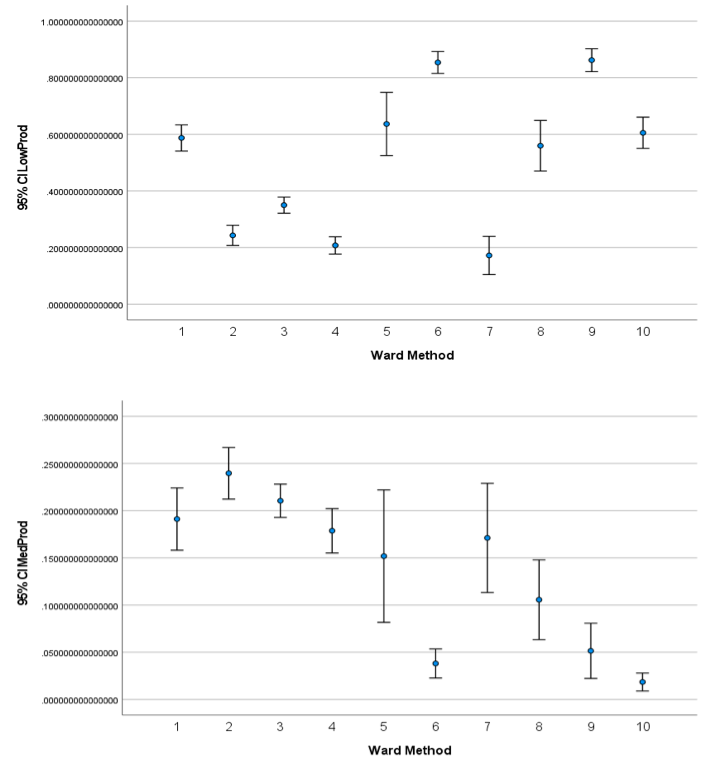 1.000000000000000
.800000000000000
.600000000000000
.400000000000000
.200000000000000
.000000000000000
95% CI LowProd
1 2 3 4 5 6 7 8 9 10
Ward Method
.300000000000000
.250000000000000
.200000000000000
.150000000000000
.100000000000000
.050000000000000
.000000000000000
95% CI MedProd
1 2 3 4 5 6 7 8 9 10
Ward Method